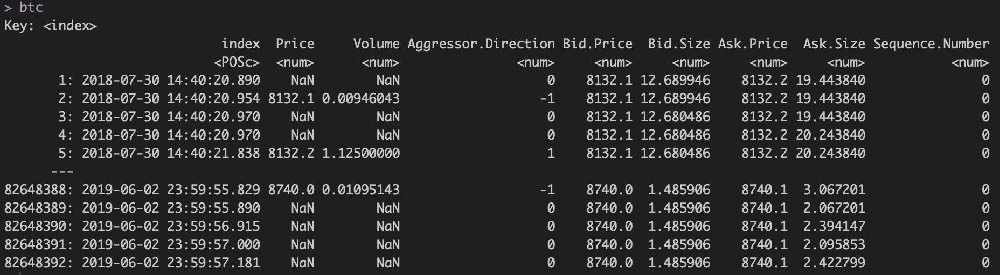 > btc
Key: <index>
index Price Volume Aggressor.Direction Bid.Price Bid.Size Ask.Price Ask.Size Sequence.Number
<POSc> <num> <num> <num> <num> <num> <num> <num> <num>
1: 2018-07-30 14:40:20.890 NaN NaN 0 8132.1 12.689946 8132.2 19.443840 0
2: 2018-07-30 14:40:20.954 8132.1 0.00946043 -1 8132.1 12.689946 8132.2 19.443840 0
3: 2018-07-30 14:40:20.970 NaN NaN 0 8132.1 12.680486 8132.2 19.443840 0
4: 2018-07-30 14:40:20.970 NaN NaN 0 8132.1 12.680486 8132.2 20.243840 0
5: 2018-07-30 14:40:21.838 8132.2 1.12500000 1 8132.1 12.680486 8132.2 20.243840 0
---
82648388: 2019-06-02 23:59:55.829 8740.0 0.01095143 -1 8740.0 1.485906 8740.1 3.067201 0
82648389: 2019-06-02 23:59:55.890 NaN NaN 0 8740.0 1.485906 8740.1 2.067201 0
82648390: 2019-06-02 23:59:56.915 NaN NaN 0 8740.0 1.485906 8740.1 2.394147 0
82648391: 2019-06-02 23:59:57.000 NaN NaN 0 8740.0 1.485906 8740.1 2.095853 0
82648392: 2019-06-02 23:59:57.181 NaN NaN 0 8740.0 1.485906 8740.1 2.422799 0